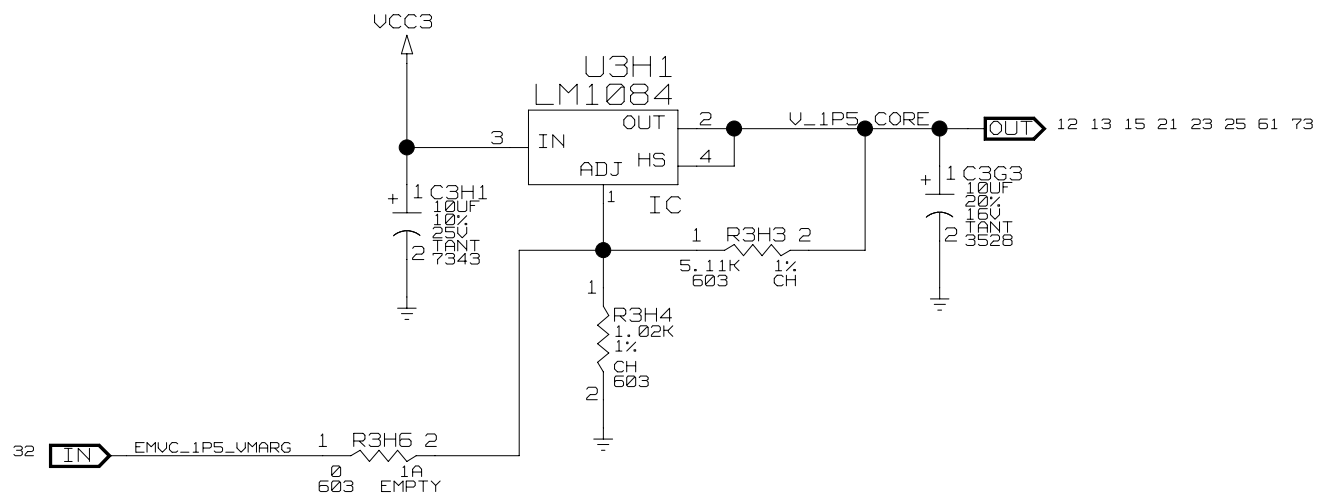 VCC3
U3H1
LM1084
3 IN OUT 2 V_1P5_CORE OUT 12 13 15 21 23 25 61 73
HS 4
ADJ
1 IC
+ 1 C3H1
10UF
10%
25V
TANT
2 7343
+ 1 C3G3
10UF
20%
16V
TANT
2 3528
1 R3H3 2
5.11K 1%
603 CH
1 R3H4
1.02K
1%
CH
2 603
32 IN EMVC_1P5_VMARG 1 R3H6 2
0 1A
603 EMPTY